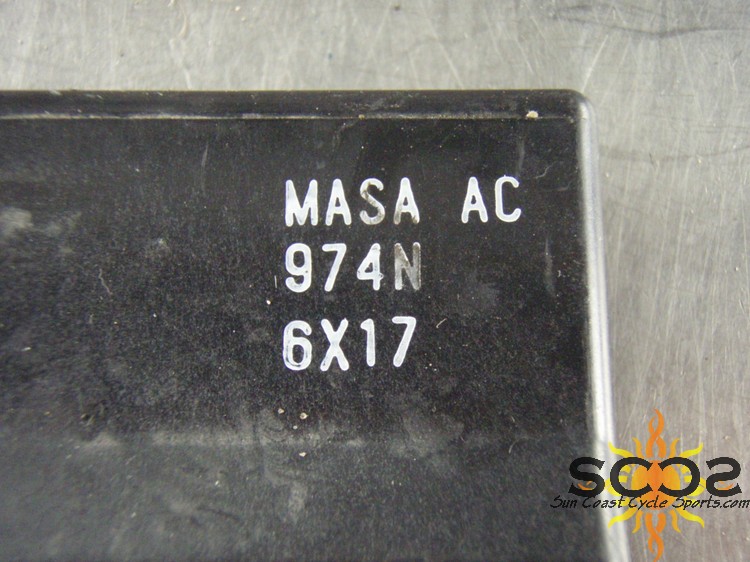 MASA AC
974N
6X17
SCCS
Sun Coast Cycle Sports.com